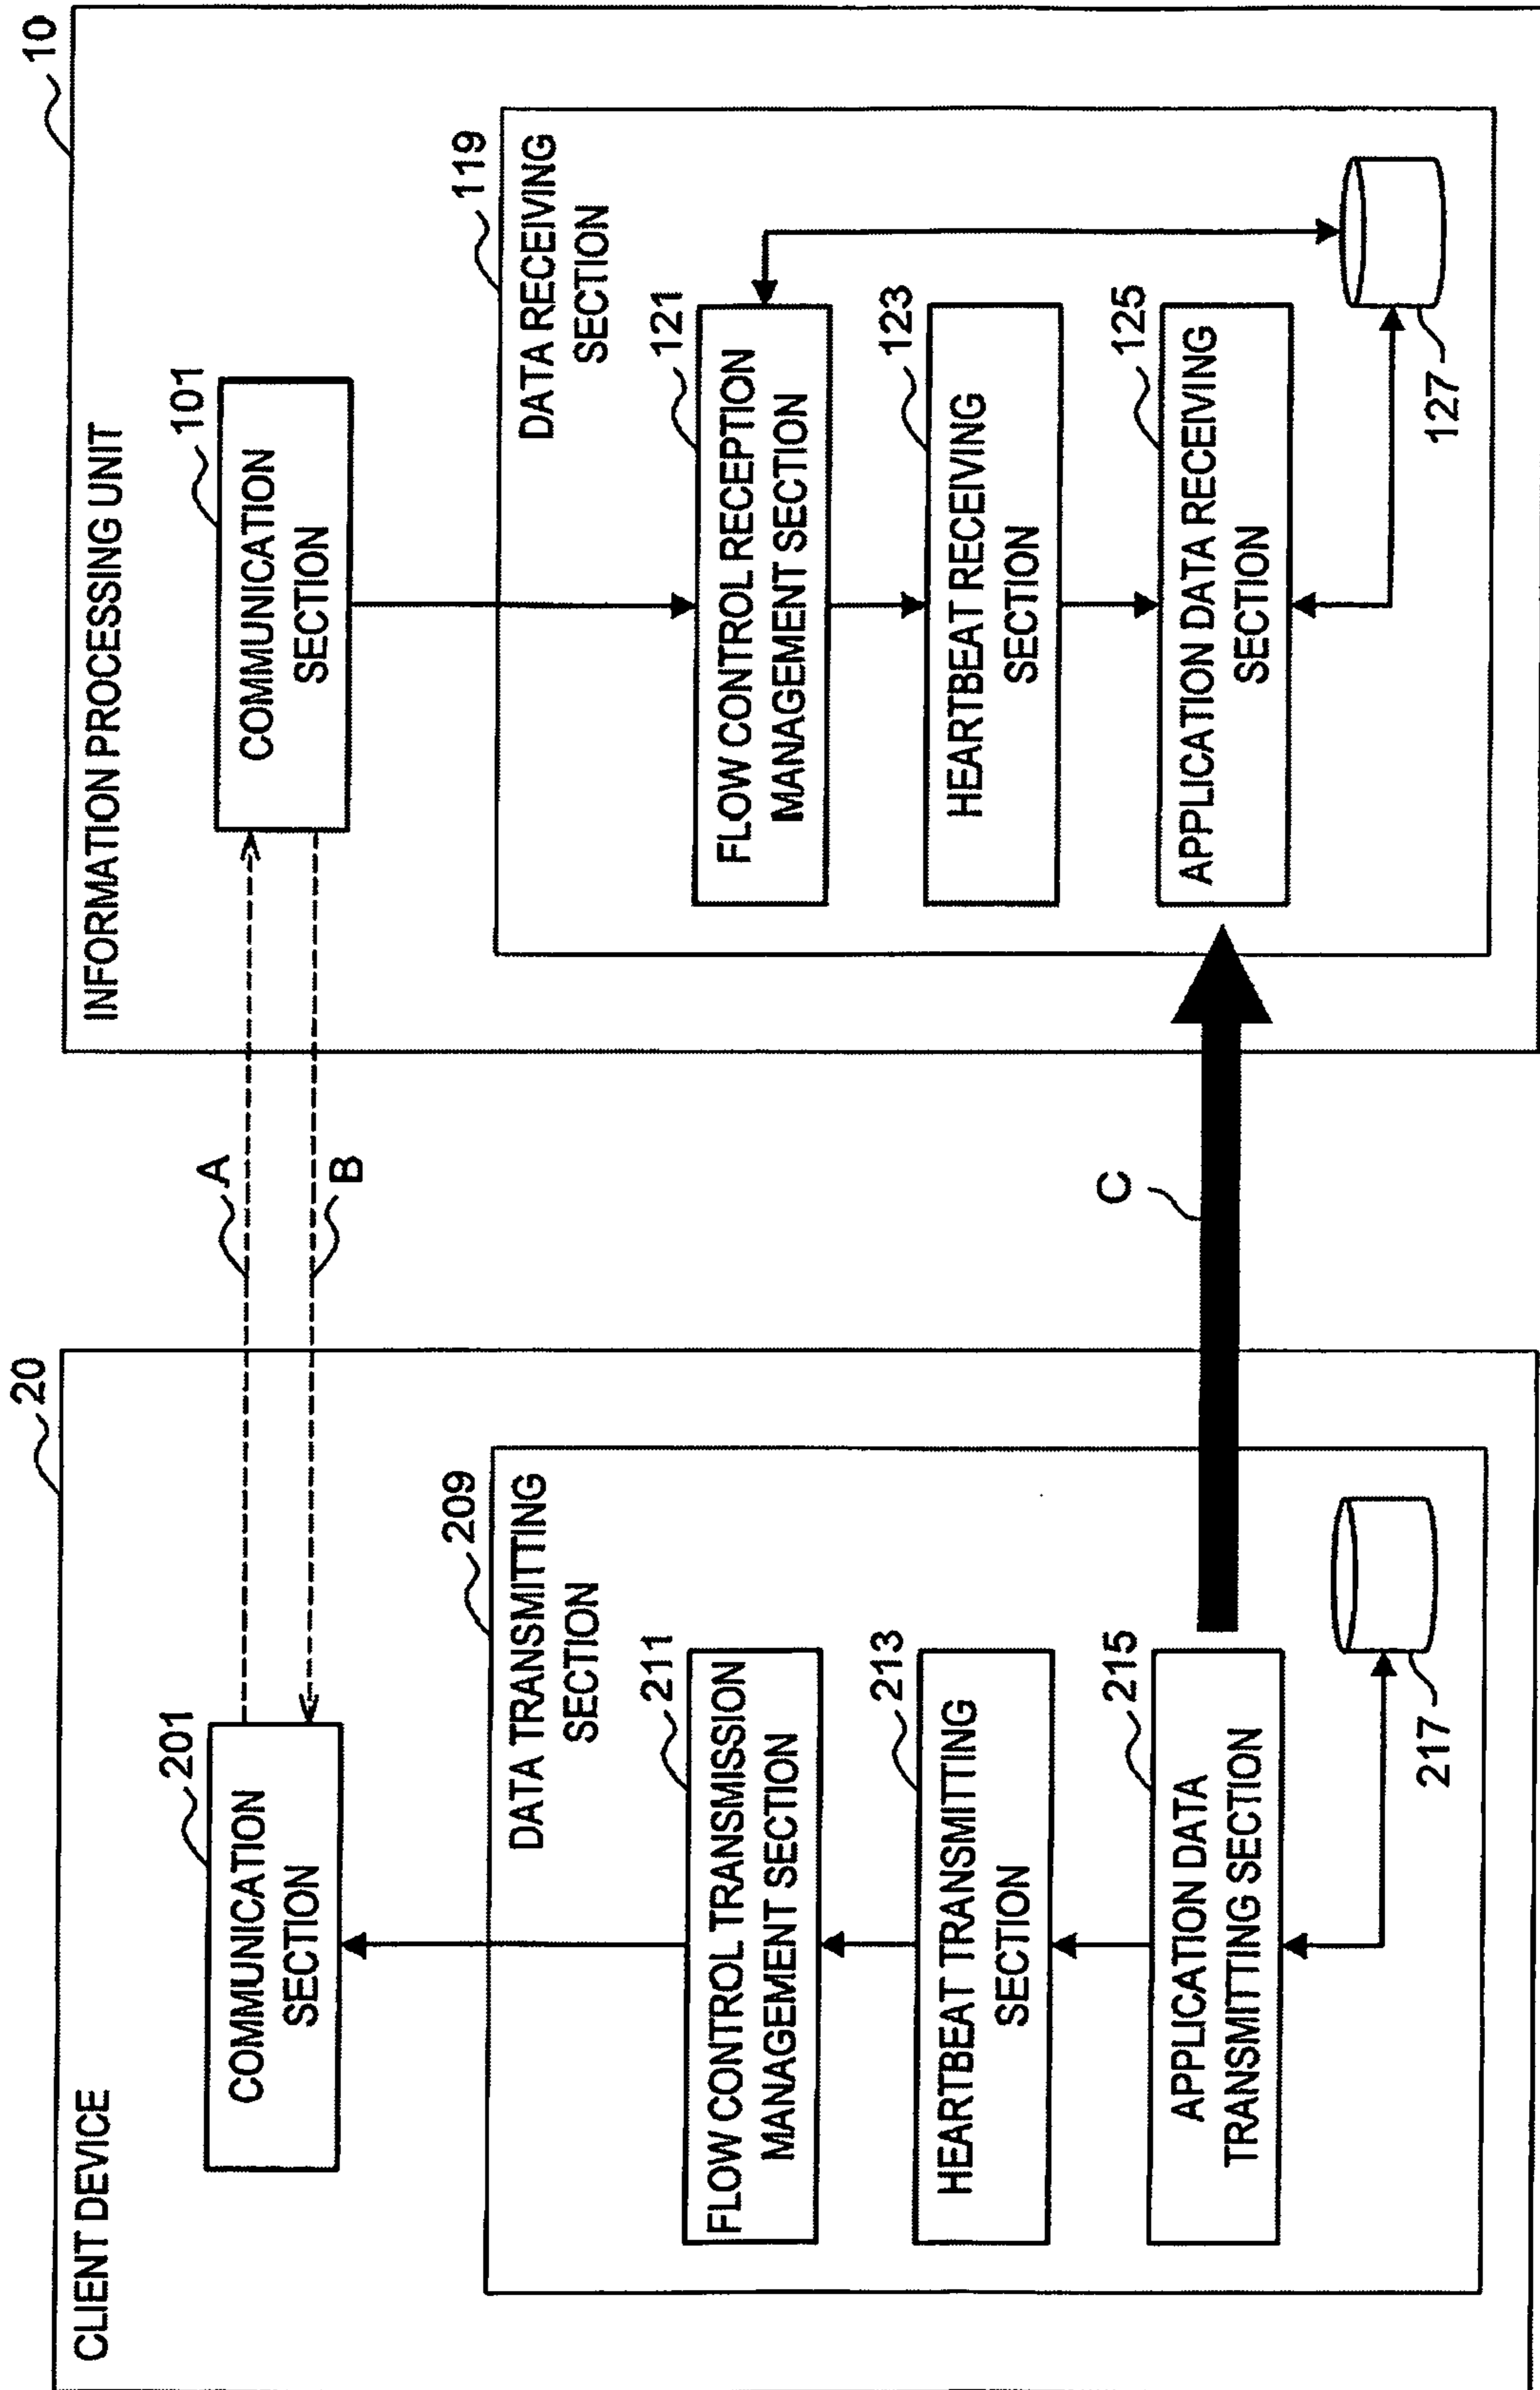 CLIENT DEVICE
20
COMMUNICATION
SECTION
201
DATA TRANSMITTING
SECTION
209
FLOW CONTROL TRANSMISSION
MANAGEMENT SECTION
211
HEARTBEAT TRANSMITTING
SECTION
213
APPLICATION DATA
TRANSMITTING SECTION
215
217
A
B
C
INFORMATION PROCESSING UNIT
10
COMMUNICATION
SECTION
101
DATA RECEIVING
SECTION
119
FLOW CONTROL RECEPTION
MANAGEMENT SECTION
121
HEARTBEAT RECEIVING
SECTION
123
APPLICATION DATA RECEIVING
SECTION
125
127